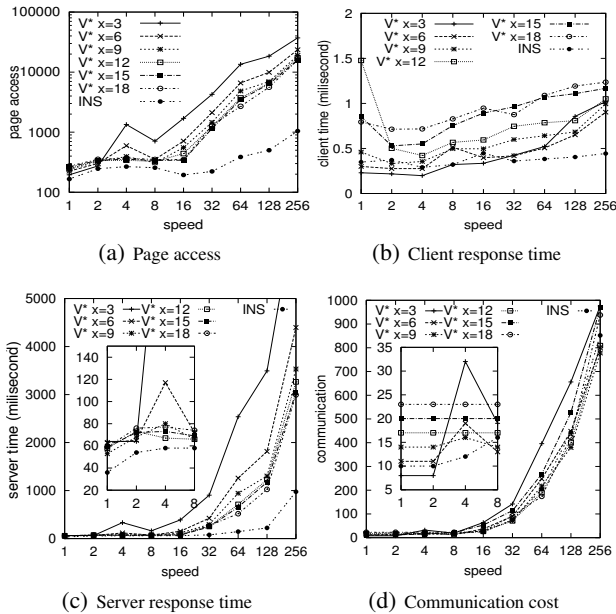 V* x=3
V* x=6
V* x=9
V* x=12
V* x=15
V* x=18
INS
page access
100000
10000
1000
100
1 2 4 8 16 32 64 128 256
speed
(a) Page access
V* x=3
V* x=6
V* x=9
V* x=12
V* x=15
V* x=18
INS
client time (milisecond)
2
1.5
1
0.5
0
1 2 4 8 16 32 64 128 256
speed
(b) Client response time
V* x=3
V* x=6
V* x=9
V* x=12
V* x=15
V* x=18
INS
server time (milisecond)
5000
4000
3000
2000
1000
0
140
120
100
80
60
40
20
1 2 4 8
1 2 4 8 16 32 64 128 256
speed
(c) Server response time
V* x=3
V* x=6
V* x=9
V* x=12
V* x=15
V* x=18
INS
communication
1000
900
800
700
600
500
400
300
200
100
0
35
30
25
20
15
10
5
1 2 4 8
1 2 4 8 16 32 64 128 256
speed
(d) Communication cost